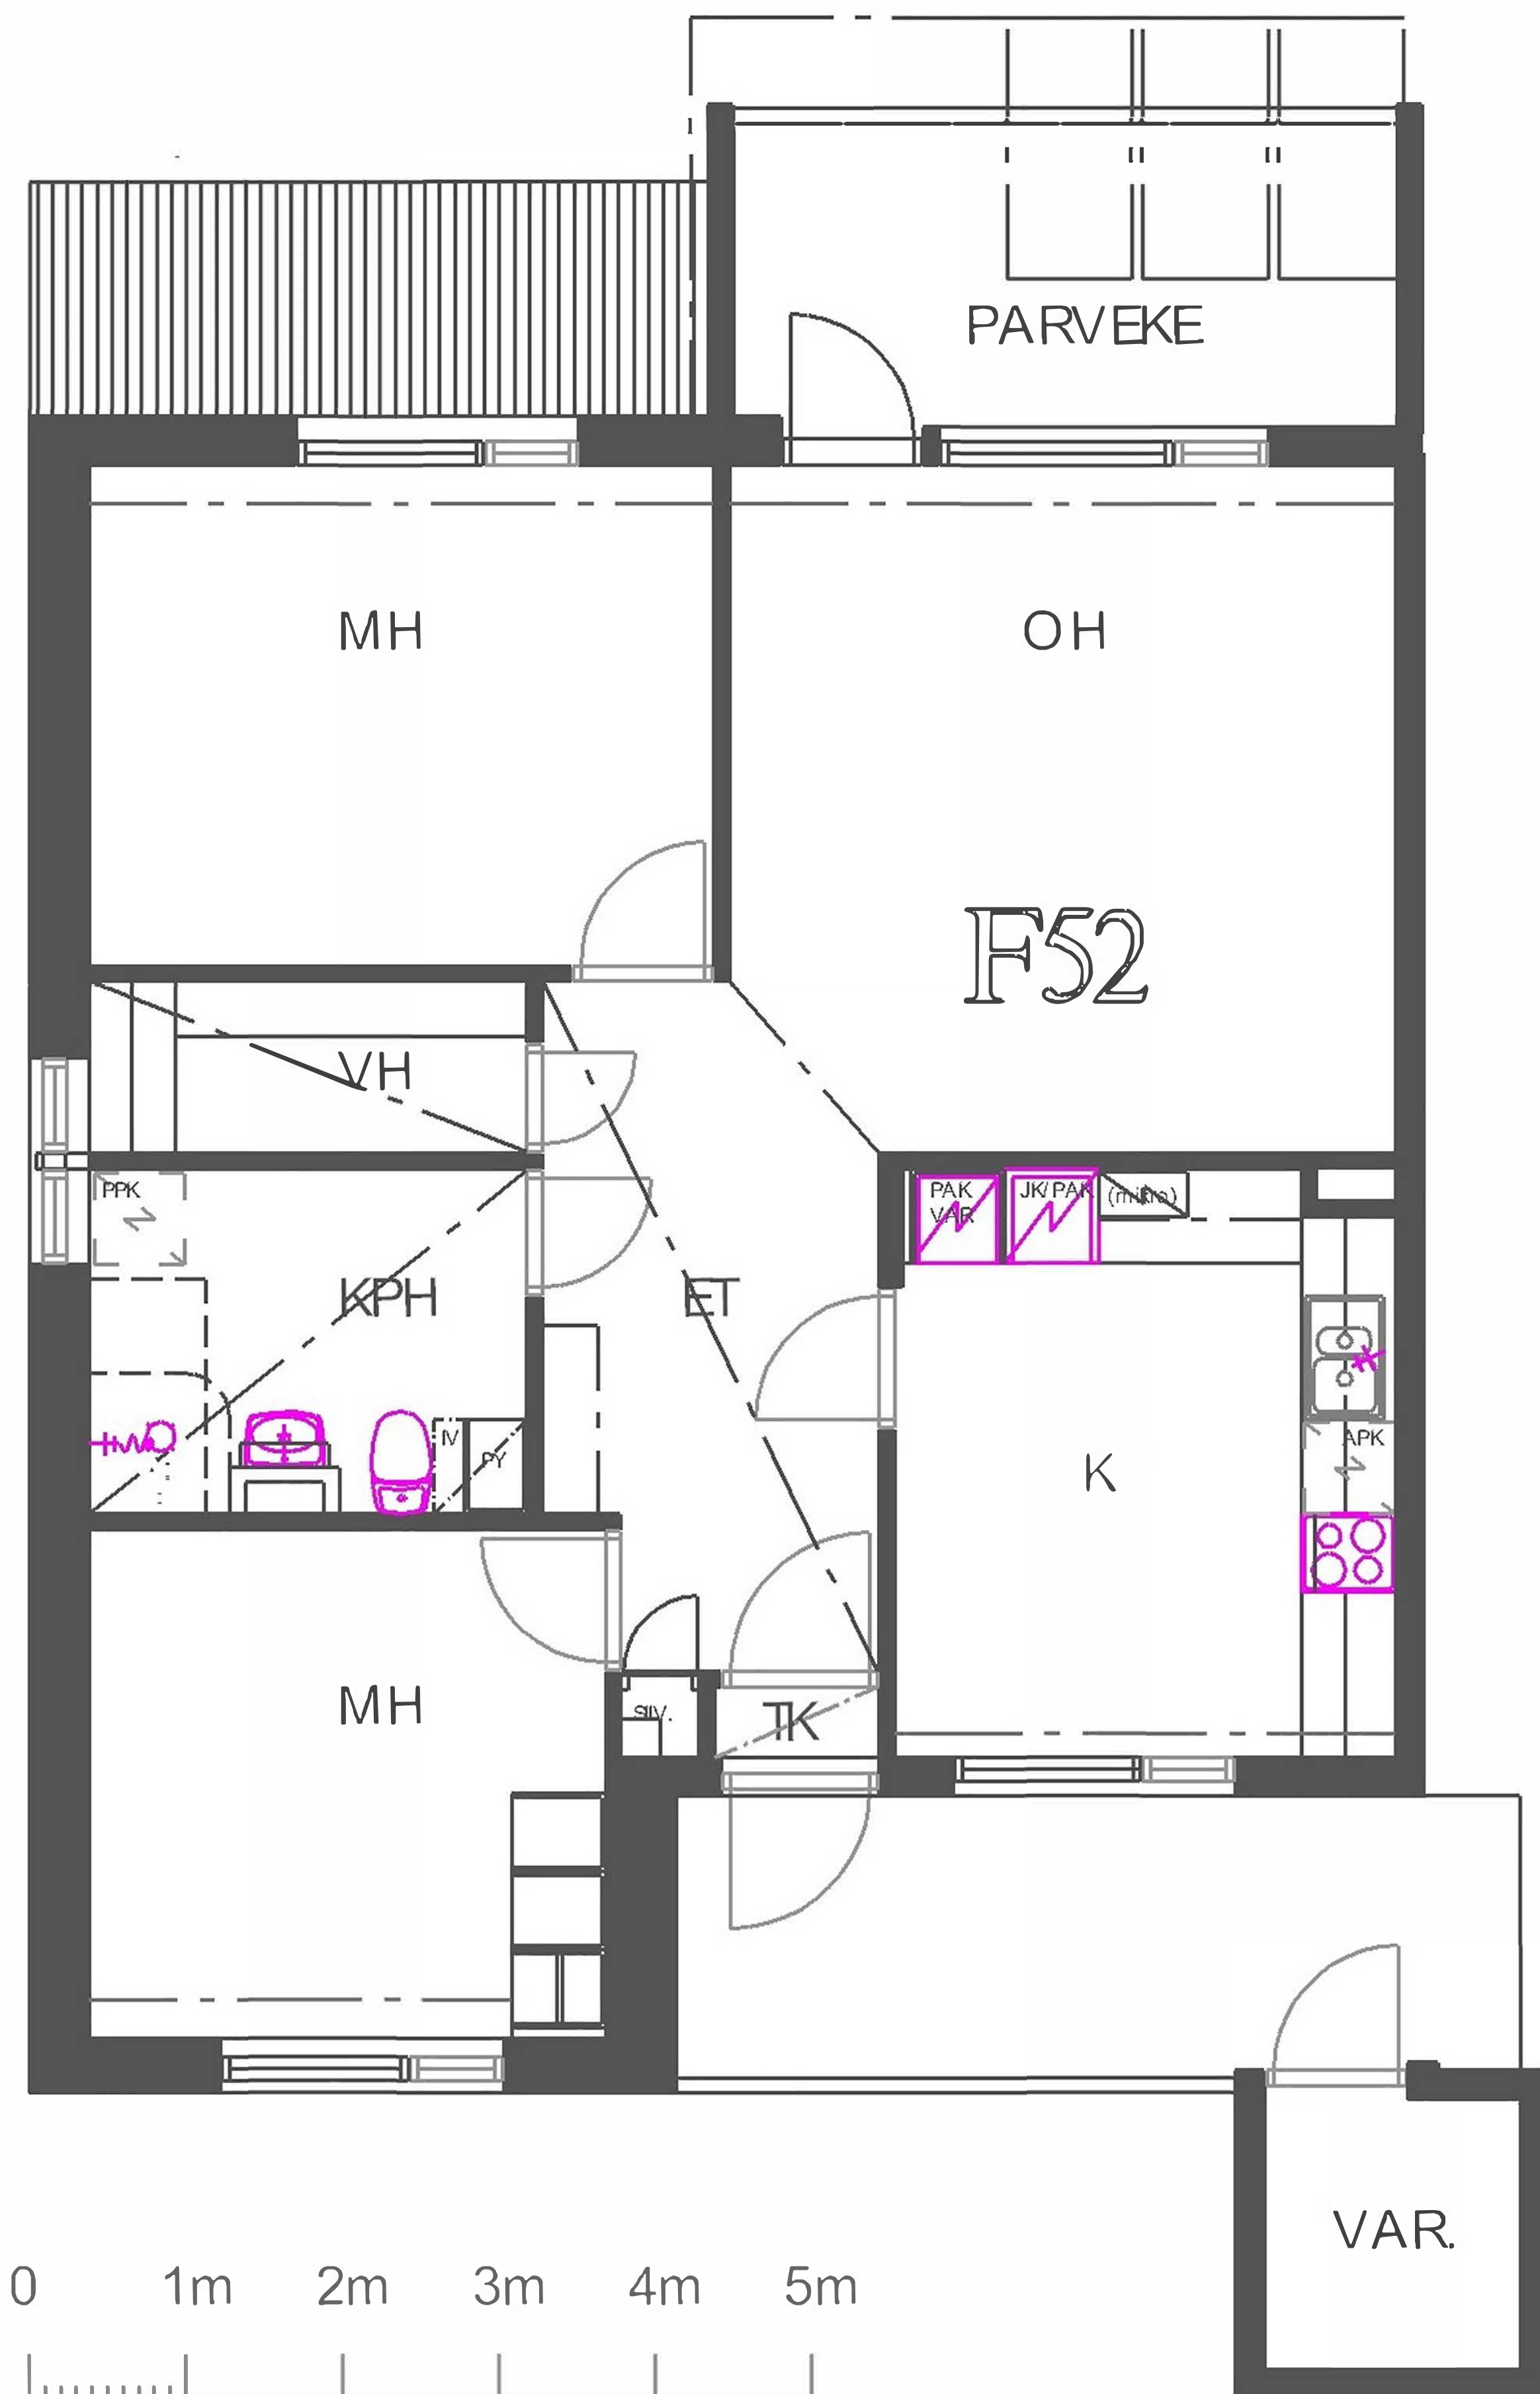 PARVEKE
MH
OH
F52
VH
PPK
PAK
VAR
JK/PAK
(mikro)
KPH
ET
IV
PY
APK
K
MH
SIIV.
TK
VAR.
0 1m 2m 3m 4m 5m